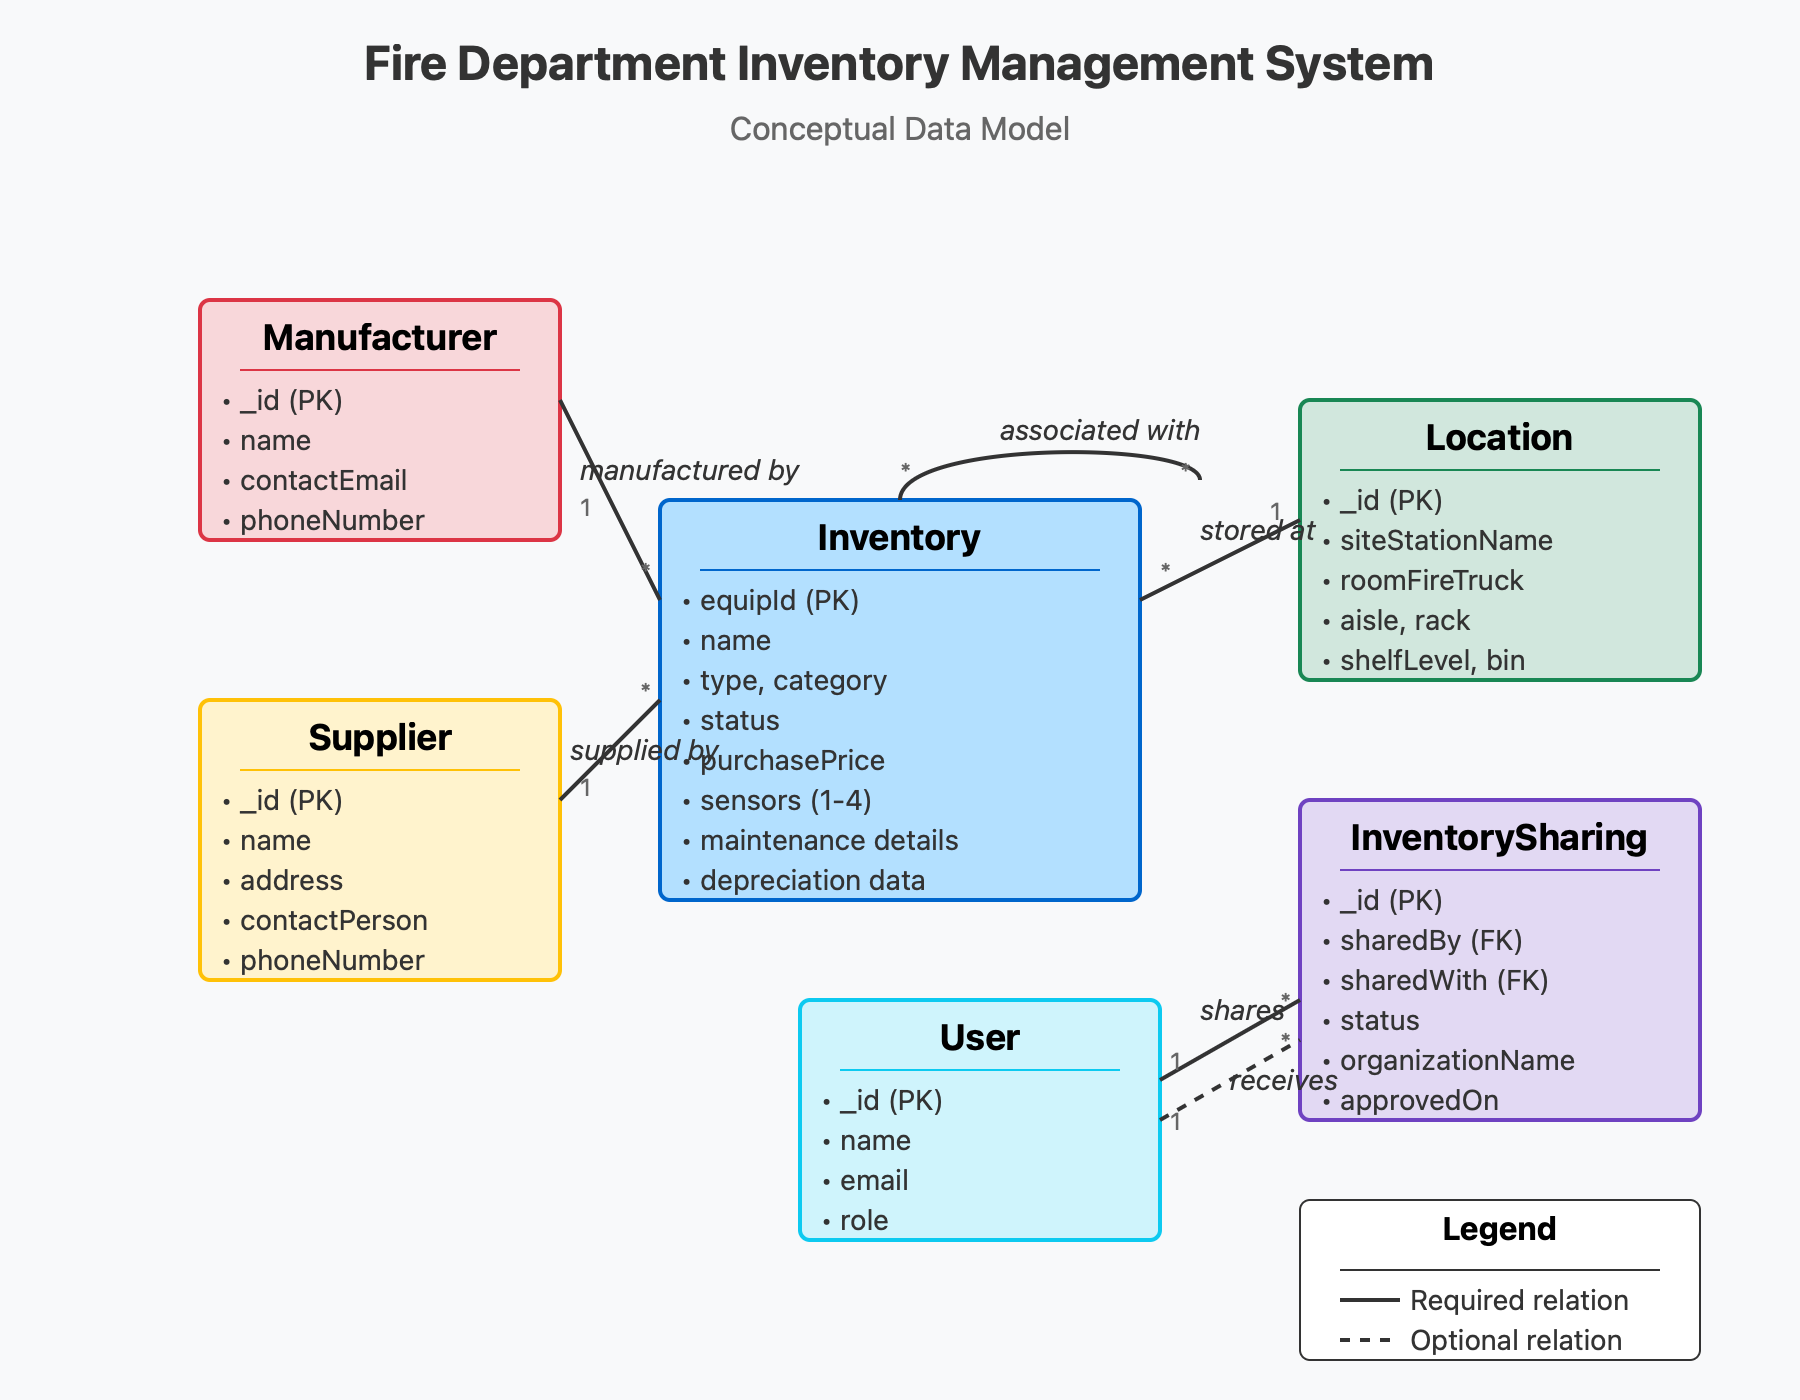 Fire Department Inventory Management System
Conceptual Data Model
Manufacturer
• _id (PK)
• name
• contactEmail
• phoneNumber
manufactured by
1
*
associated with
*
*
Location
• _id (PK)
• siteStationName
• roomFireTruck
• aisle, rack
• shelfLevel, bin
stored at
1
*
Inventory
• equipId (PK)
• name
• type, category
• status
• purchasePrice
• sensors (1-4)
• maintenance details
• depreciation data
Supplier
• _id (PK)
• name
• address
• contactPerson
• phoneNumber
supplied by
*
1
InventorySharing
• _id (PK)
• sharedBy (FK)
• sharedWith (FK)
• status
• organizationName
• approvedOn
shares
*
1
receives
*
1
User
• _id (PK)
• name
• email
• role
Legend
Required relation
Optional relation